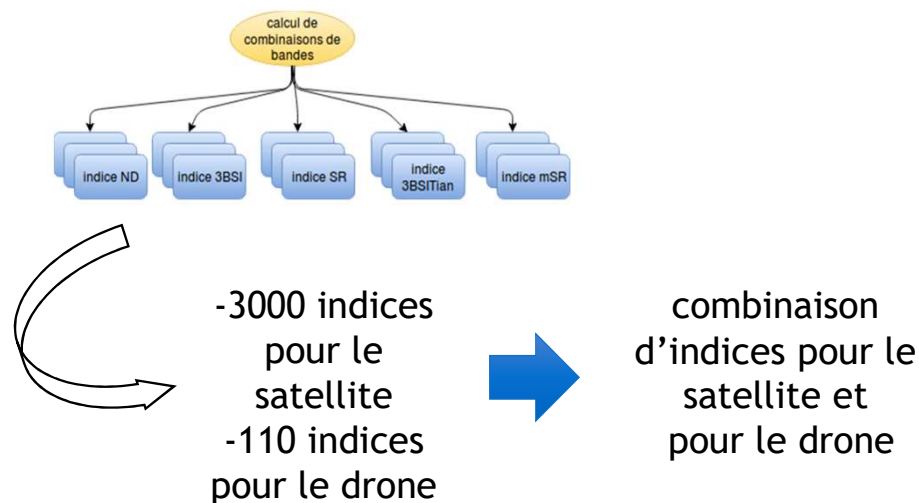 calcul de
combinaisons de
bandes
indice ND
indice 3BSI
indice SR
indice
3BSITian
indice mSR
-3000 indices
pour le
satellite
-110 indices
pour le drone
combinaison
d’indices pour le
satellite et
pour le drone